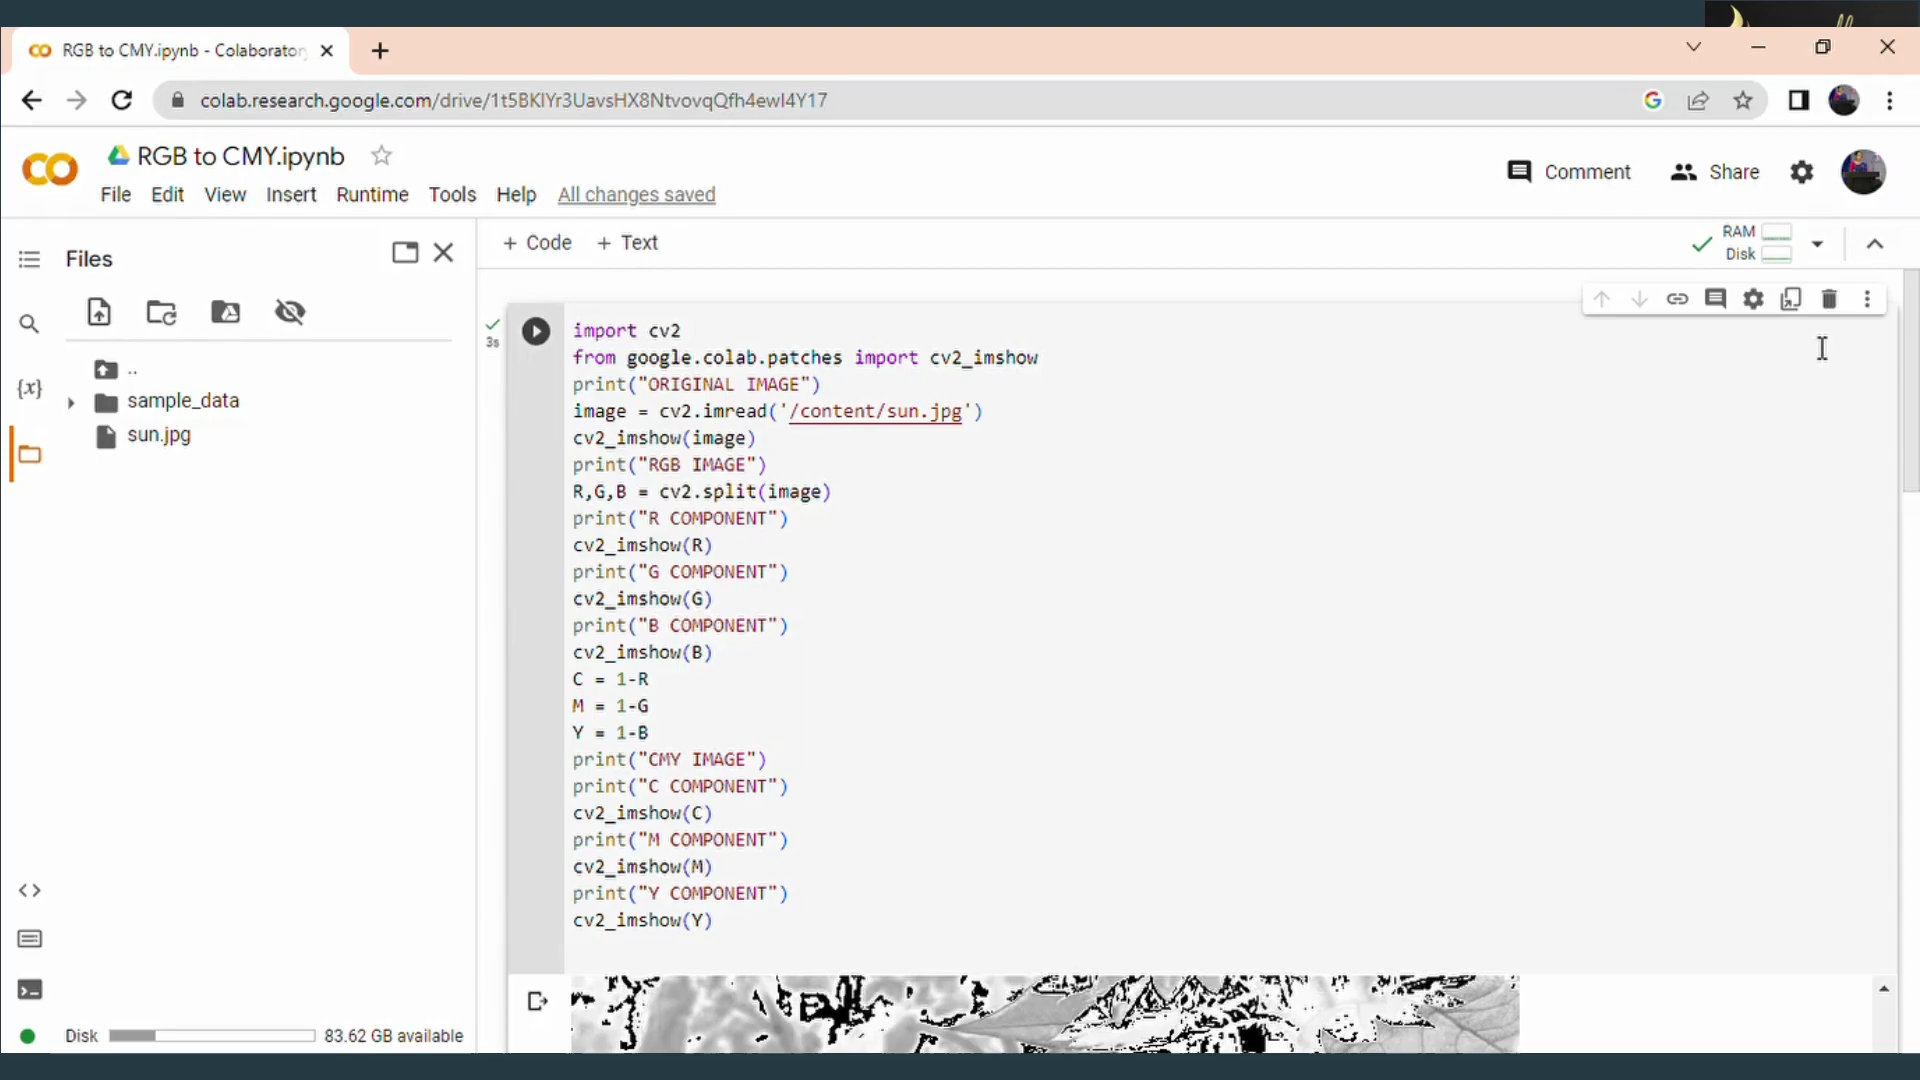 RGB to CMY.ipynb - Colaborator
colab.research.google.com/drive/1t5BKlYr3UavsHX8NtvovqQfh4ewI4Y17
RGB to CMY.ipynb
Comment
Share
File Edit View Insert Runtime Tools Help All changes saved
Files
+ Code + Text
RAM
Disk
..
sample_data
sun.jpg
3s
import cv2
from google.colab.patches import cv2_imshow
print("ORIGINAL IMAGE")
image = cv2.imread('/content/sun.jpg')
cv2_imshow(image)
print("RGB IMAGE")
R,G,B = cv2.split(image)
print("R COMPONENT")
cv2_imshow(R)
print("G COMPONENT")
cv2_imshow(G)
print("B COMPONENT")
cv2_imshow(B)
C = 1-R
M = 1-G
Y = 1-B
print("CMY IMAGE")
print("C COMPONENT")
cv2_imshow(C)
print("M COMPONENT")
cv2_imshow(M)
print("Y COMPONENT")
cv2_imshow(Y)
Disk 83.62 GB available